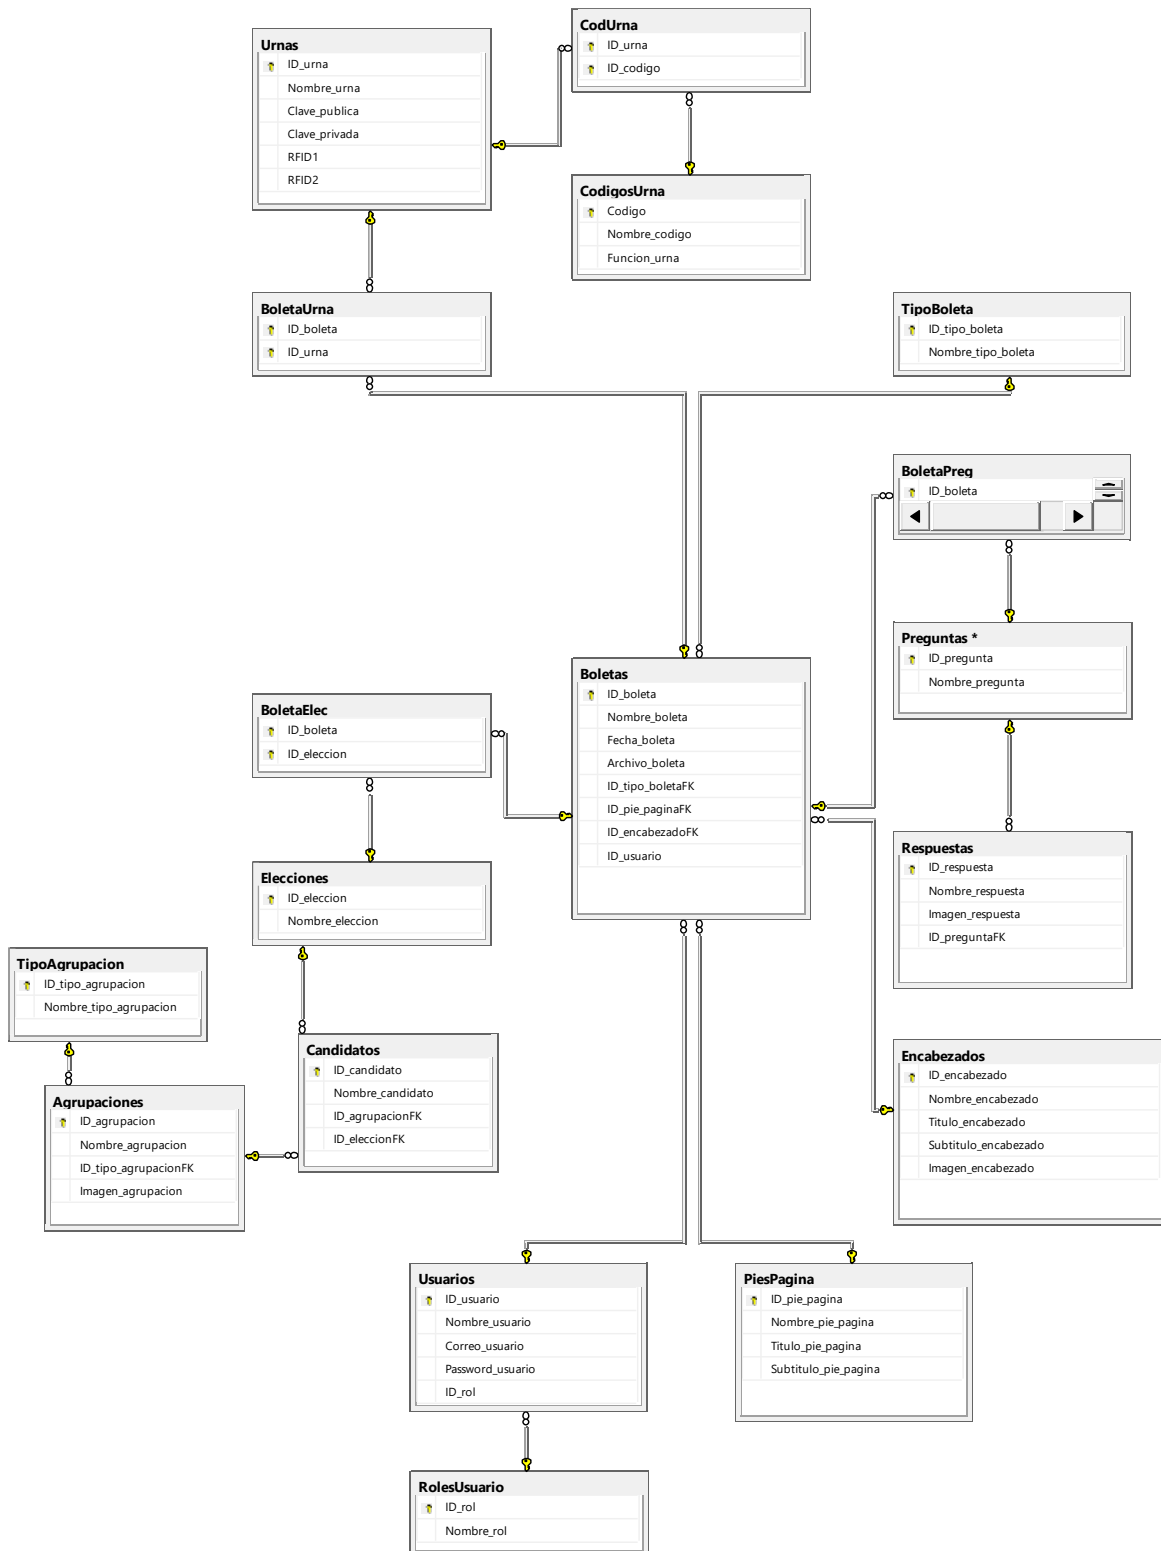 CodUrna
ID_urna
ID_codigo
Urnas
ID_urna
Nombre_urna
Clave_publica
Clave_privada
RFID1
RFID2
CodigosUrna
Codigo
Nombre_codigo
Funcion_urna
BoletaUrna
ID_boleta
ID_urna
TipoBoleta
ID_tipo_boleta
Nombre_tipo_boleta
BoletaPreg
ID_boleta
Preguntas *
ID_pregunta
Nombre_pregunta
Boletas
ID_boleta
Nombre_boleta
Fecha_boleta
Archivo_boleta
ID_tipo_boletaFK
ID_pie_paginaFK
ID_encabezadoFK
ID_usuario
BoletaElec
ID_boleta
ID_eleccion
Respuestas
ID_respuesta
Nombre_respuesta
Imagen_respuesta
ID_preguntaFK
Elecciones
ID_eleccion
Nombre_eleccion
TipoAgrupacion
ID_tipo_agrupacion
Nombre_tipo_agrupacion
Candidatos
ID_candidato
Nombre_candidato
ID_agrupacionFK
ID_eleccionFK
Encabezados
ID_encabezado
Nombre_encabezado
Titulo_encabezado
Subtitulo_encabezado
Imagen_encabezado
Agrupaciones
ID_agrupacion
Nombre_agrupacion
ID_tipo_agrupacionFK
Imagen_agrupacion
Usuarios
ID_usuario
Nombre_usuario
Correo_usuario
Password_usuario
ID_rol
PiesPagina
ID_pie_pagina
Nombre_pie_pagina
Titulo_pie_pagina
Subtitulo_pie_pagina
RolesUsuario
ID_rol
Nombre_rol